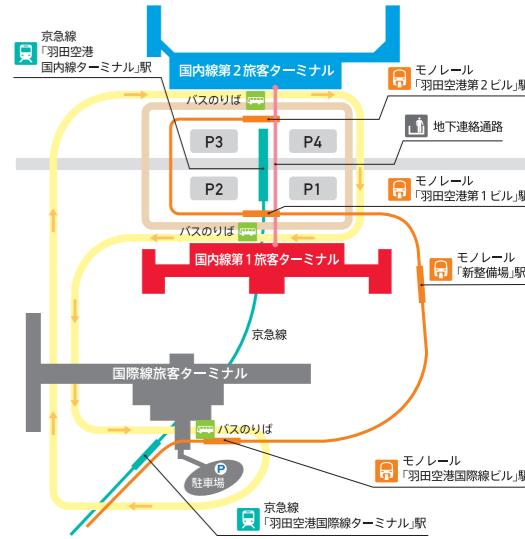 京急線
「羽田空港
国内線ターミナル」駅
国内線第2旅客ターミナル
モノレール
「羽田空港第2ビル」駅
バスのりば
地下連絡通路
P3
P4
P2
P1
モノレール
「羽田空港第1ビル」駅
バスのりば
国内線第1旅客ターミナル
モノレール
「新整備場」駅
京急線
国際線旅客ターミナル
バスのりば
モノレール
「羽田空港国際線ビル」駅
P
駐車場
京急線
「羽田空港国際線ターミナル」駅